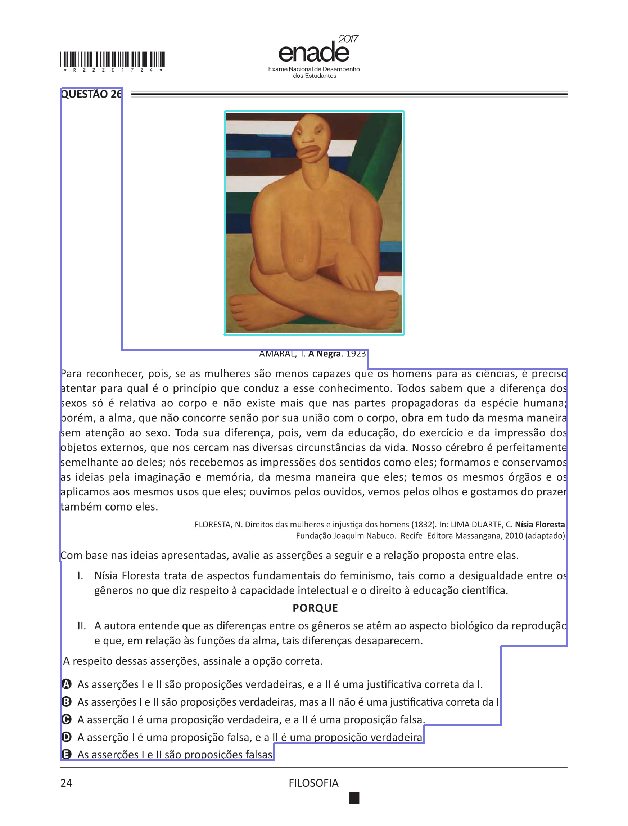 2017
enade
Exame Nacional de Desempenho
dos Estudantes
*R2226172 4*
QUESTÃO 26
AMARAL, T. A Negra. 1923
Para reconhecer, pois, se as mulheres são menos capazes que os homens para as ciências, é preciso
atentar para qual é o princípio que conduz a esse conhecimento. Todos sabem que a diferença dos
sexos só é relativa ao corpo e não existe mais que nas partes propagadoras da espécie humana;
porém, a alma, que não concorre senão por sua união com o corpo, obra em tudo da mesma maneira
sem atenção ao sexo. Toda sua diferença, pois, vem da educação, do exercício e da impressão dos
objetos externos, que nos cercam nas diversas circunstâncias da vida. Nosso cérebro é perfeitamente
semelhante ao deles; nós recebemos as impressões dos sentidos como eles; formamos e conservamos
as ideias pela imaginação e memória, da mesma maneira que eles; temos os mesmos órgãos e os
aplicamos aos mesmos usos que eles; ouvimos pelos ouvidos, vemos pelos olhos e gostamos do prazer
também como eles.
FLORESTA, N. Direitos das mulheres e injustiça dos homens (1832). In: LIMA DUARTE, C. Nísia Floresta
Fundação Joaquim Nabuco, Recife Editora Massangana, 2010 (adaptado)
Com base nas ideias apresentadas, avalie as asserções a seguir e a relação proposta entre elas.
I. Nísia Floresta trata de aspectos fundamentais do feminismo, tais como a desigualdade entre os
gêneros no que diz respeito à capacidade intelectual e o direito à educação científica.
PORQUE
II. A autora entende que as diferenças entre os gêneros se atêm ao aspecto biológico da reprodução
e que, em relação às funções da alma, tais diferenças desaparecem.
A respeito dessas asserções, assinale a opção correta.
A As asserções I e II são proposições verdadeiras, e a II é uma justificativa correta da I.
B As asserções I e II são proposições verdadeiras, mas a II não é uma justificativa correta da I
C A asserção I é uma proposição verdadeira, e a II é uma proposição falsa.
D A asserção I é uma proposição falsa, e a II é uma proposição verdadeira
E As asserções I e II são proposições falsas
24
FILOSOFIA